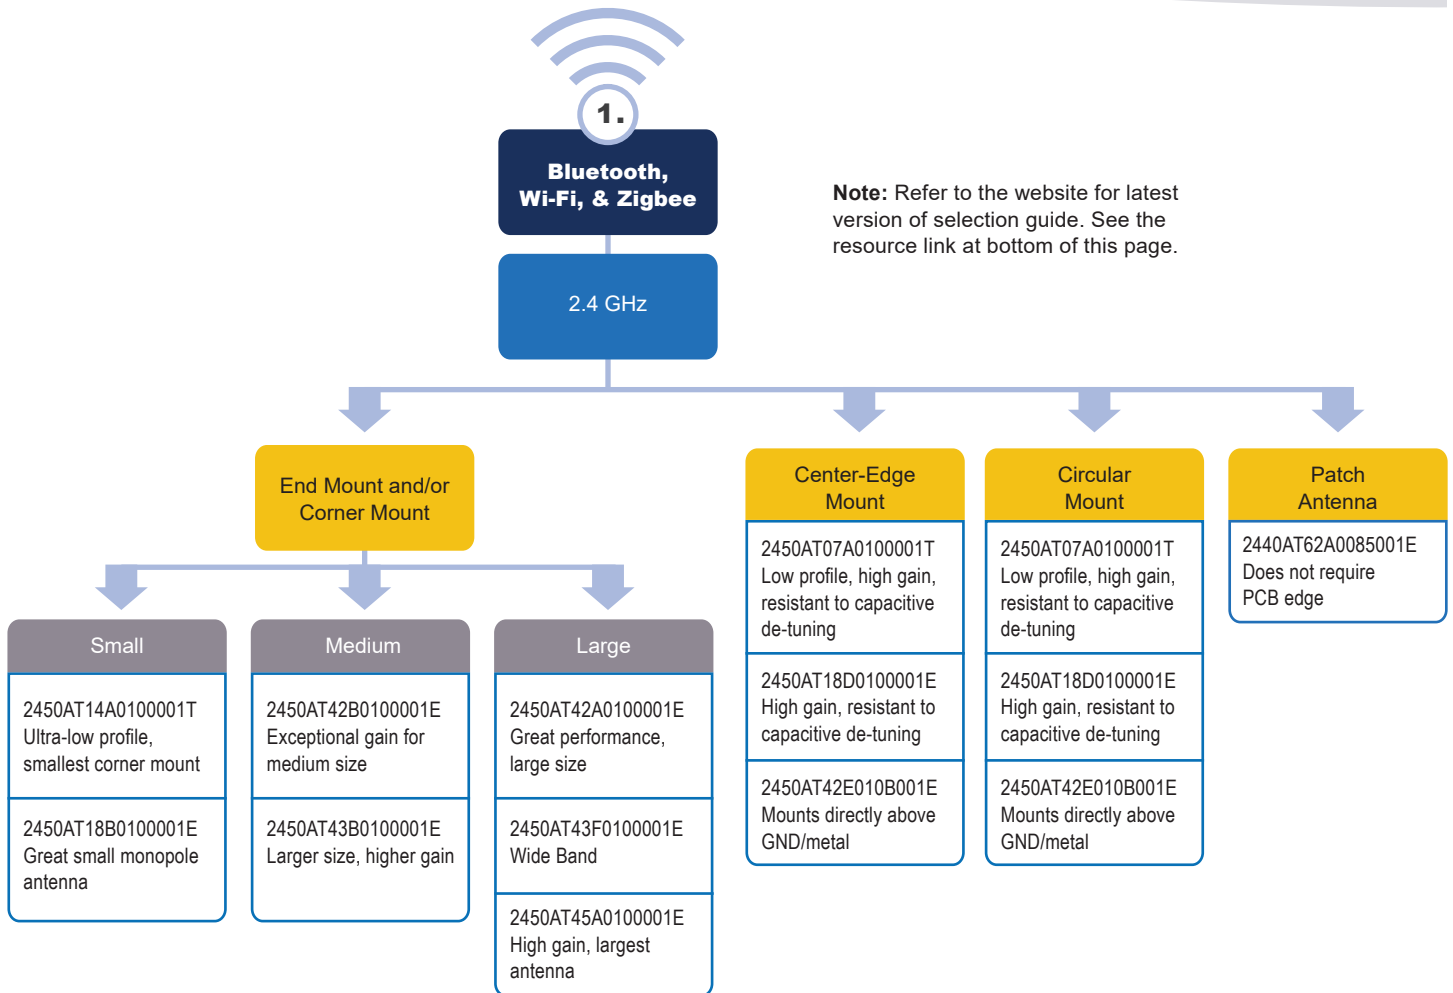 1.
Bluetooth,
Wi-Fi, & Zigbee
Note: Refer to the website for latest
version of selection guide. See the
resource link at bottom of this page.
2.4 GHz
End Mount and/or
Corner Mount
Small
2450AT14A0100001T
Ultra-low profile,
smallest corner mount
2450AT18B0100001E
Great small monopole
antenna
Medium
2450AT42B0100001E
Exceptional gain for
medium size
2450AT43B0100001E
Larger size, higher gain
Large
2450AT42A0100001E
Great performance,
large size
2450AT43F0100001E
Wide Band
2450AT45A0100001E
High gain, largest
antenna
Center-Edge
Mount
2450AT07A0100001T
Low profile, high gain,
resistant to capacitive
de-tuning
2450AT18D0100001E
High gain, resistant to
capacitive de-tuning
2450AT42E010B001E
Mounts directly above
GND/metal
Circular
Mount
2450AT07A0100001T
Low profile, high gain,
resistant to capacitive
de-tuning
2450AT18D0100001E
High gain, resistant to
capacitive de-tuning
2450AT42E010B001E
Mounts directly above
GND/metal
Patch
Antenna
2440AT62A0085001E
Does not require
PCB edge